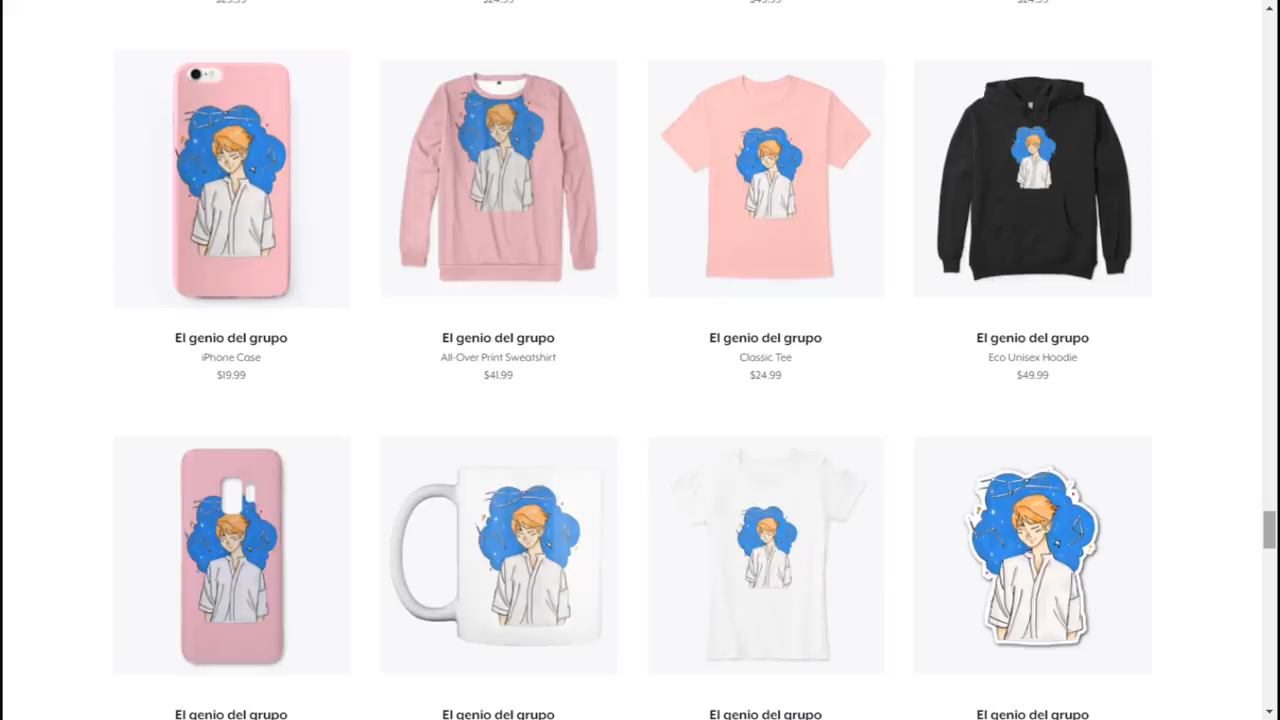 El genio del grupo
iPhone Case
$19.99
El genio del grupo
All-Over Print Sweatshirt
$41.99
El genio del grupo
Classic Tee
$24.99
El genio del grupo
Eco Unisex Hoodie
$49.99
El genio del grupo
El genio del grupo
El genio del grupo
El genio del grupo